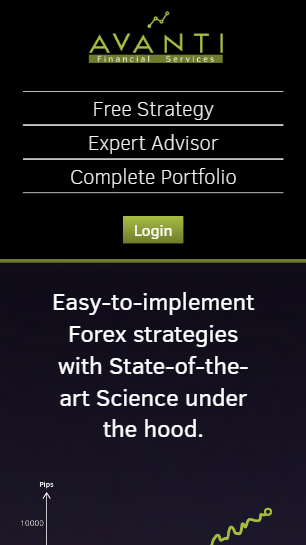 AVANTI
Financial Services
Free Strategy
Expert Advisor
Complete Portfolio
Login
Easy-to-implement
Forex strategies
with State-of-the-
art Science under
the hood.
Pips
10000